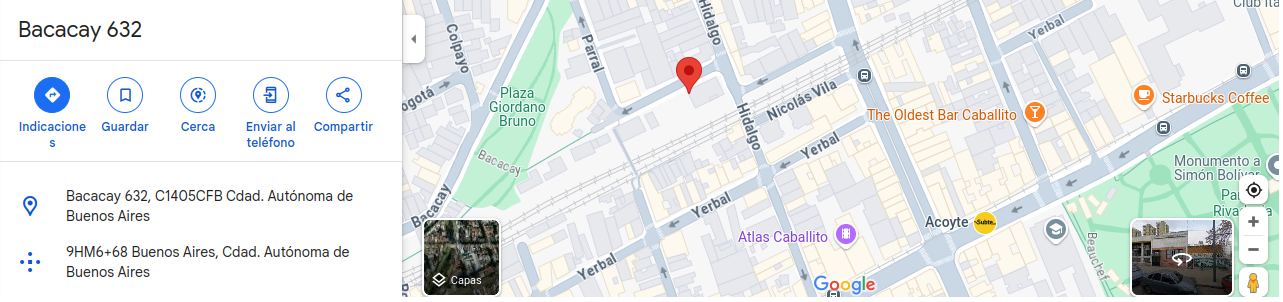 Bacacay 632
Indicacione
s
Guardar
Cerca
Enviar al
teléfono
Compartir
Bacacay 632, C1405CFB Cdad. Autónoma de
Buenos Aires
9HM6+68 Buenos Aires, Cdad. Autónoma de
Buenos Aires
Colpayo
Parral
Hidalgo
Yerbal
Club Ita
Bogotá
Plaza
Giordano
Bruno
Nicolás Vila
Hidalgo
The Oldest Bar Caballito
Starbucks Coffee
Bacacay
Yerbal
Monumento a
Simón Bolívar
Bacacay
Yerbal
Acoyte
Subte
Atlas Caballito
Yerbal
Beauchef
Rivadavia
Capas
Google